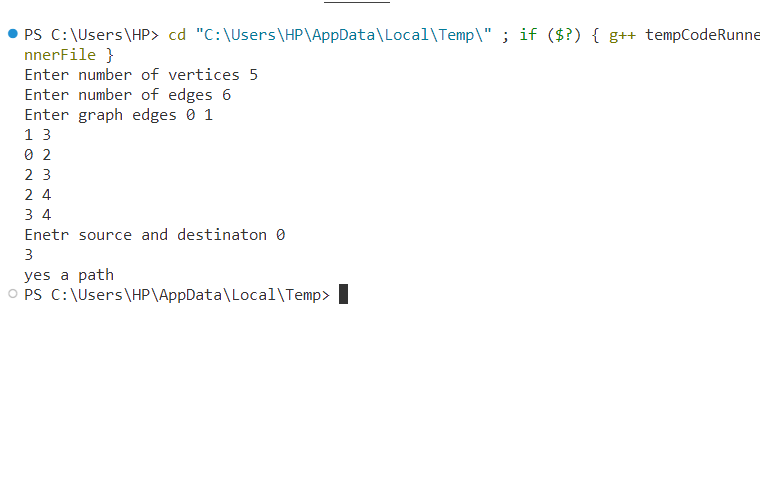 PS C:\Users\HP> cd "C:\Users\HP\AppData\Local\Temp\" ; if ($?) { g++ tempCodeRunne
nnerFile }
Enter number of vertices 5
Enter number of edges 6
Enter graph edges 0 1
1 3
0 2
2 3
2 4
3 4
Enetr source and destinaton 0
3
yes a path
PS C:\Users\HP\AppData\Local\Temp>